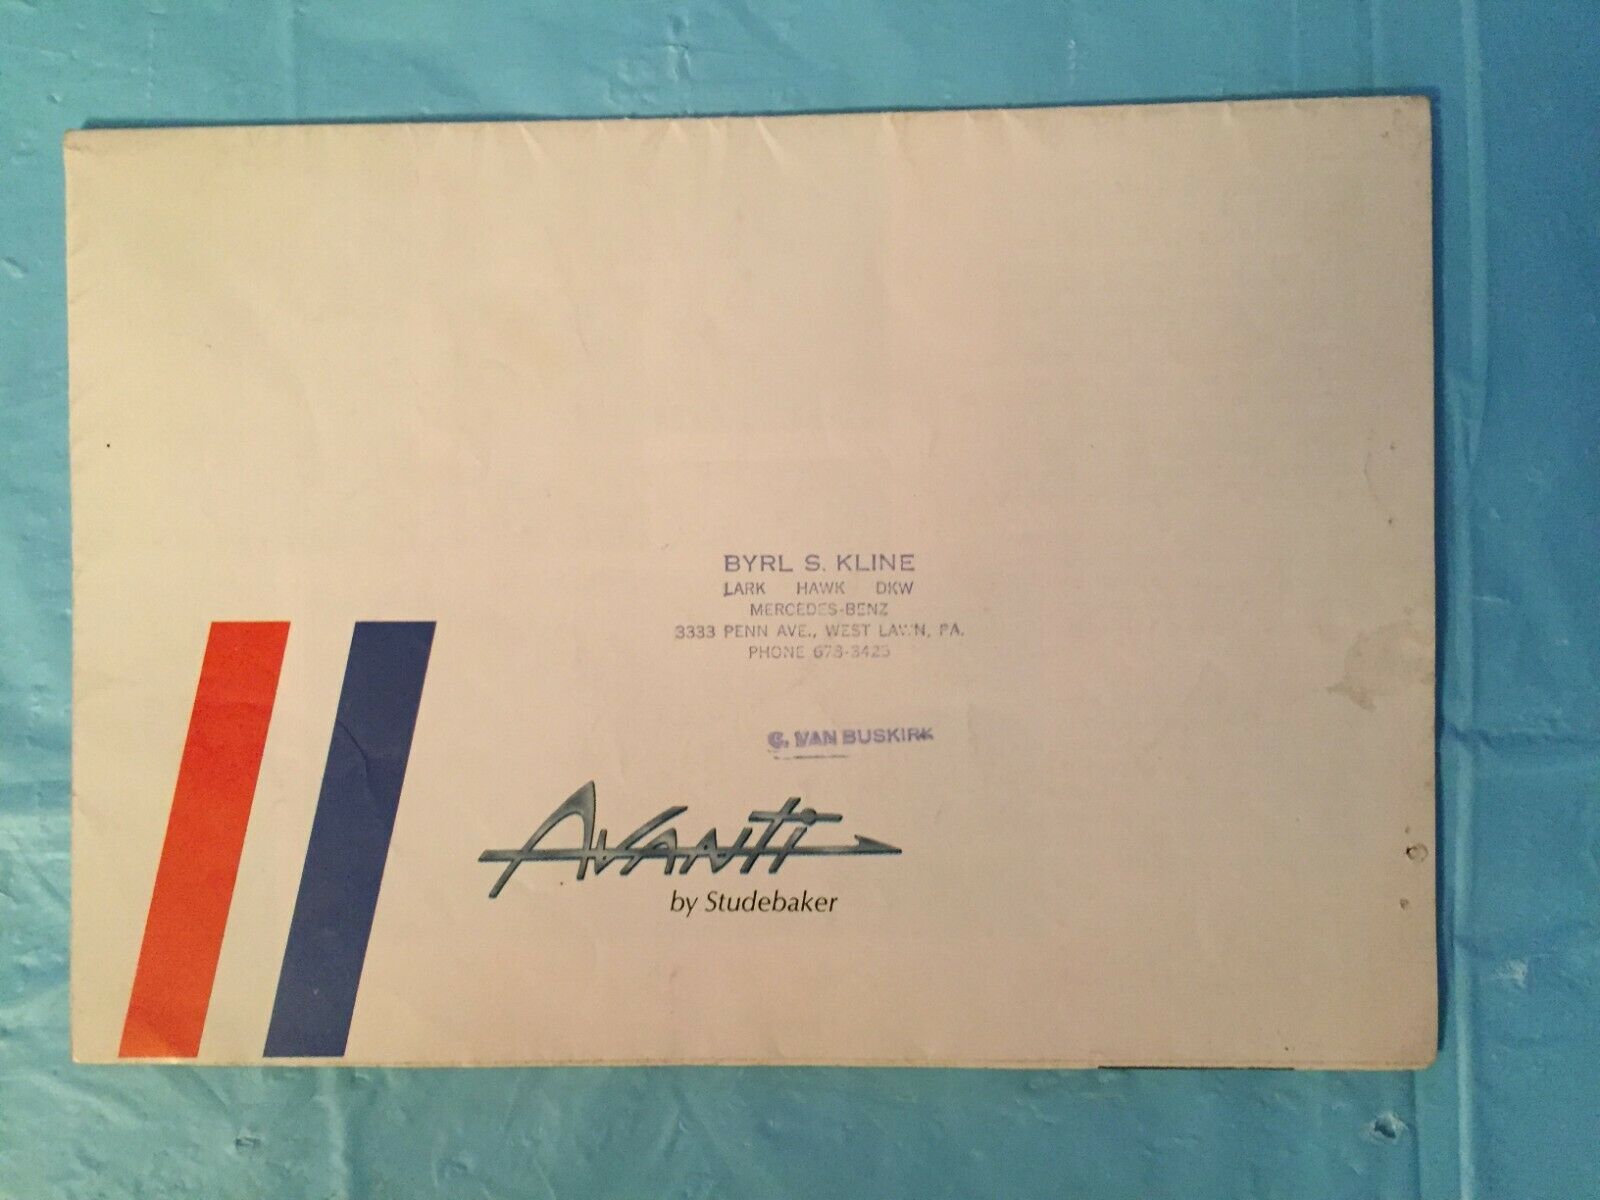 BYRL S. KLINE
LARK HAWK DKW
MERCEDES-BENZ
3333 PENN AVE., WEST LAWN, PA.
PHONE 678-3425
G. VAN BUSKIRK
Avanti
by Studebaker